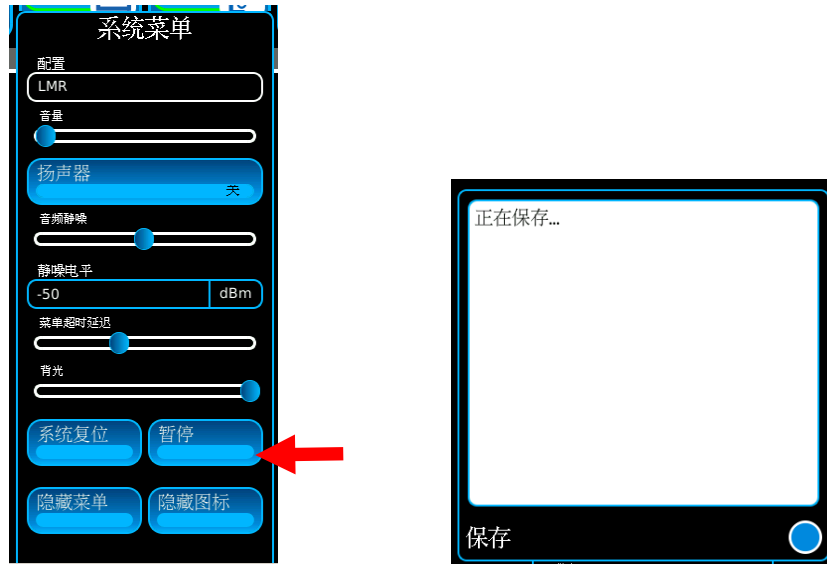 系统菜单
配置
LMR
音量
扬声器
关
音频静噪
静噪电平
-50 dBm
菜单超时延迟
背光
系统复位 暂停
隐藏菜单 隐藏图标
正在保存...
保存